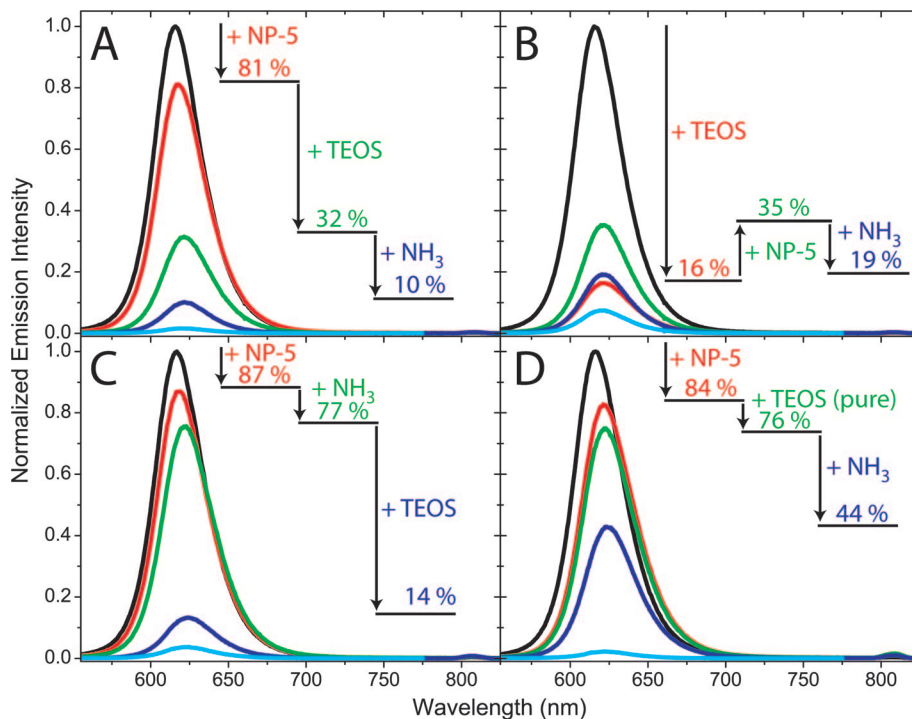 Normalized Emission Intensity
A
1.0
0.8
0.6
0.4
0.2
0.0
+ NP-5
81 %
+ TEOS
32 %
+ NH₃
10 %
B
+ TEOS
16 %
35 %
+ NP-5
+ NH₃
19 %
C
1.0
0.8
0.6
0.4
0.2
0.0
+ NP-5
87 %
+ NH₃
77%
+ TEOS
14 %
600 650 700 750 800
D
+ NP-5
84 %
+ TEOS (pure)
76 %
+ NH₃
44 %
600 650 700 750 800
Wavelength (nm)